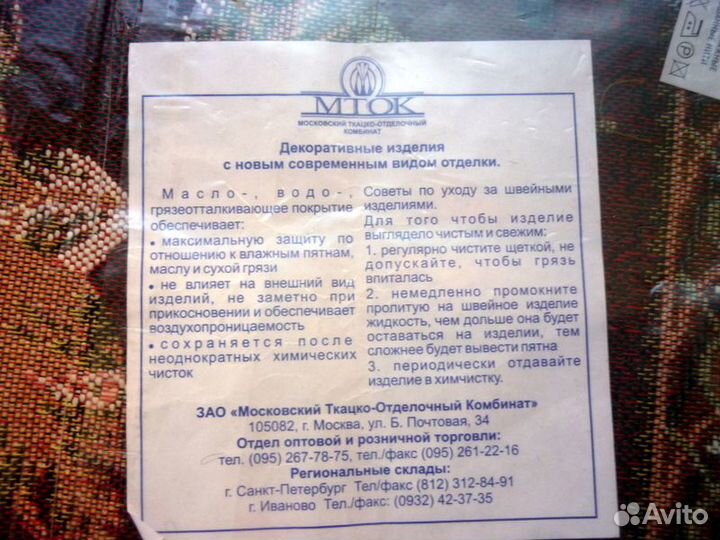 МТОК
МОСКОВСКИЙ ТКАЦКО-ОТДЕЛОЧНЫЙ
КОМБИНАТ
Декоративные изделия
с новым современным видом отделки.
Масло-, водо-,
грязеотталкивающее покрытие
обеспечивает:
• максимальную защиту по
отношению к влажным пятнам,
маслу и сухой грязи
• не влияет на внешний вид
изделий, не заметно при
прикосновении и обеспечивает
воздухопроницаемость
• сохраняется после
неоднократных химических
чисток
Советы по уходу за швейными
изделиями.
Для того чтобы изделие
выглядело чистым и свежим:
1. регулярно чистите щеткой, не
допускайте, чтобы грязь
впиталась
2. немедленно промокните
пролитую на швейное изделие
жидкость, чем дольше она будет
оставаться на изделии, тем
сложнее будет вывести пятна
3. периодически отдавайте
изделие в химчистку.
ЗАО «Московский Ткацко-Отделочный Комбинат»
105082, г. Москва, ул. Б. Почтовая, 34
Отдел оптовой и розничной торговли:
тел. (095) 267-78-75, тел./факс (095) 261-22-16
Региональные склады:
г. Санкт-Петербург Тел/факс: (812) 312-84-91
г. Иваново Тел./факс: (0932) 42-37-35
Avito